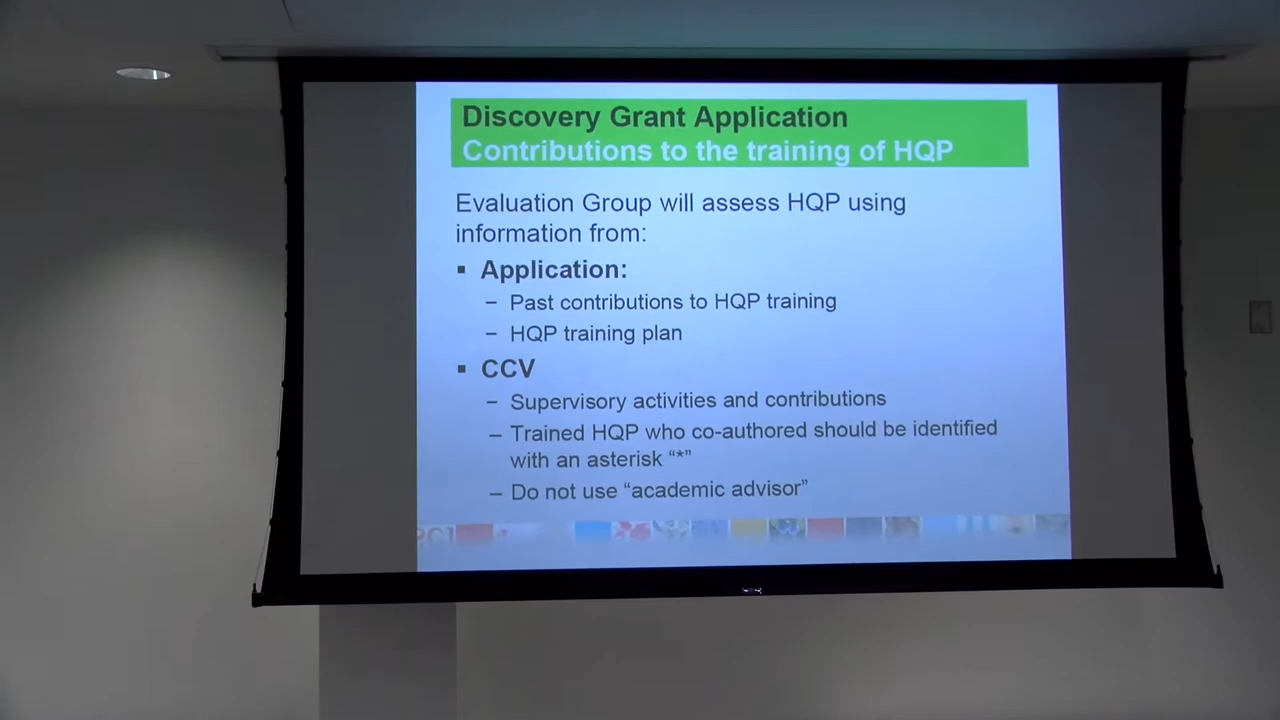 Discovery Grant Application
Contributions to the training of HQP
Evaluation Group will assess HQP using
information from:
▪ Application:
– Past contributions to HQP training
– HQP training plan
▪ CCV
– Supervisory activities and contributions
– Trained HQP who co-authored should be identified
with an asterisk “*”
– Do not use “academic advisor”